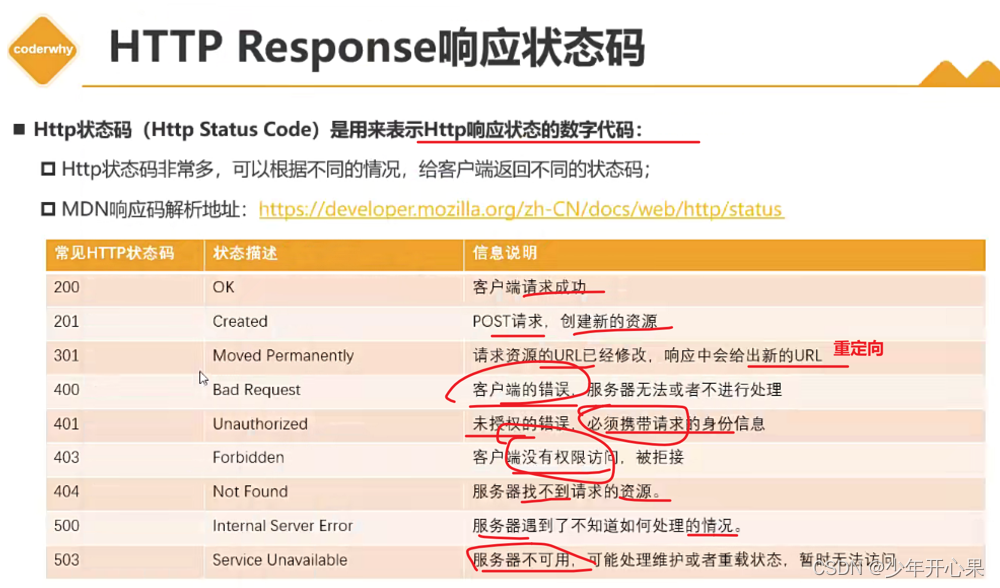 coderwhy
HTTP Response响应状态码
Http状态码（Http Status Code）是用来表示Http响应状态的数字代码：
Http状态码非常多，可以根据不同的情况，给客户端返回不同的状态码；
MDN响应码解析地址：https://developer.mozilla.org/zh-CN/docs/web/http/status
常见HTTP状态码 状态描述 信息说明
200 OK 客户端请求成功
201 Created POST请求，创建新的资源
301 Moved Permanently 请求资源的URL已经修改，响应中会给出新的URL 重定向
400 Bad Request 客户端的错误，服务器无法或者不进行处理
401 Unauthorized 未授权的错误，必须携带请求的身份信息
403 Forbidden 客户端没有权限访问，被拒接
404 Not Found 服务器找不到请求的资源。
500 Internal Server Error 服务器遇到了不知道如何处理的情况。
503 Service Unavailable 服务器不可用，可能处理维护或者重载状态，暂时无法访问
CSDN @少年开心果